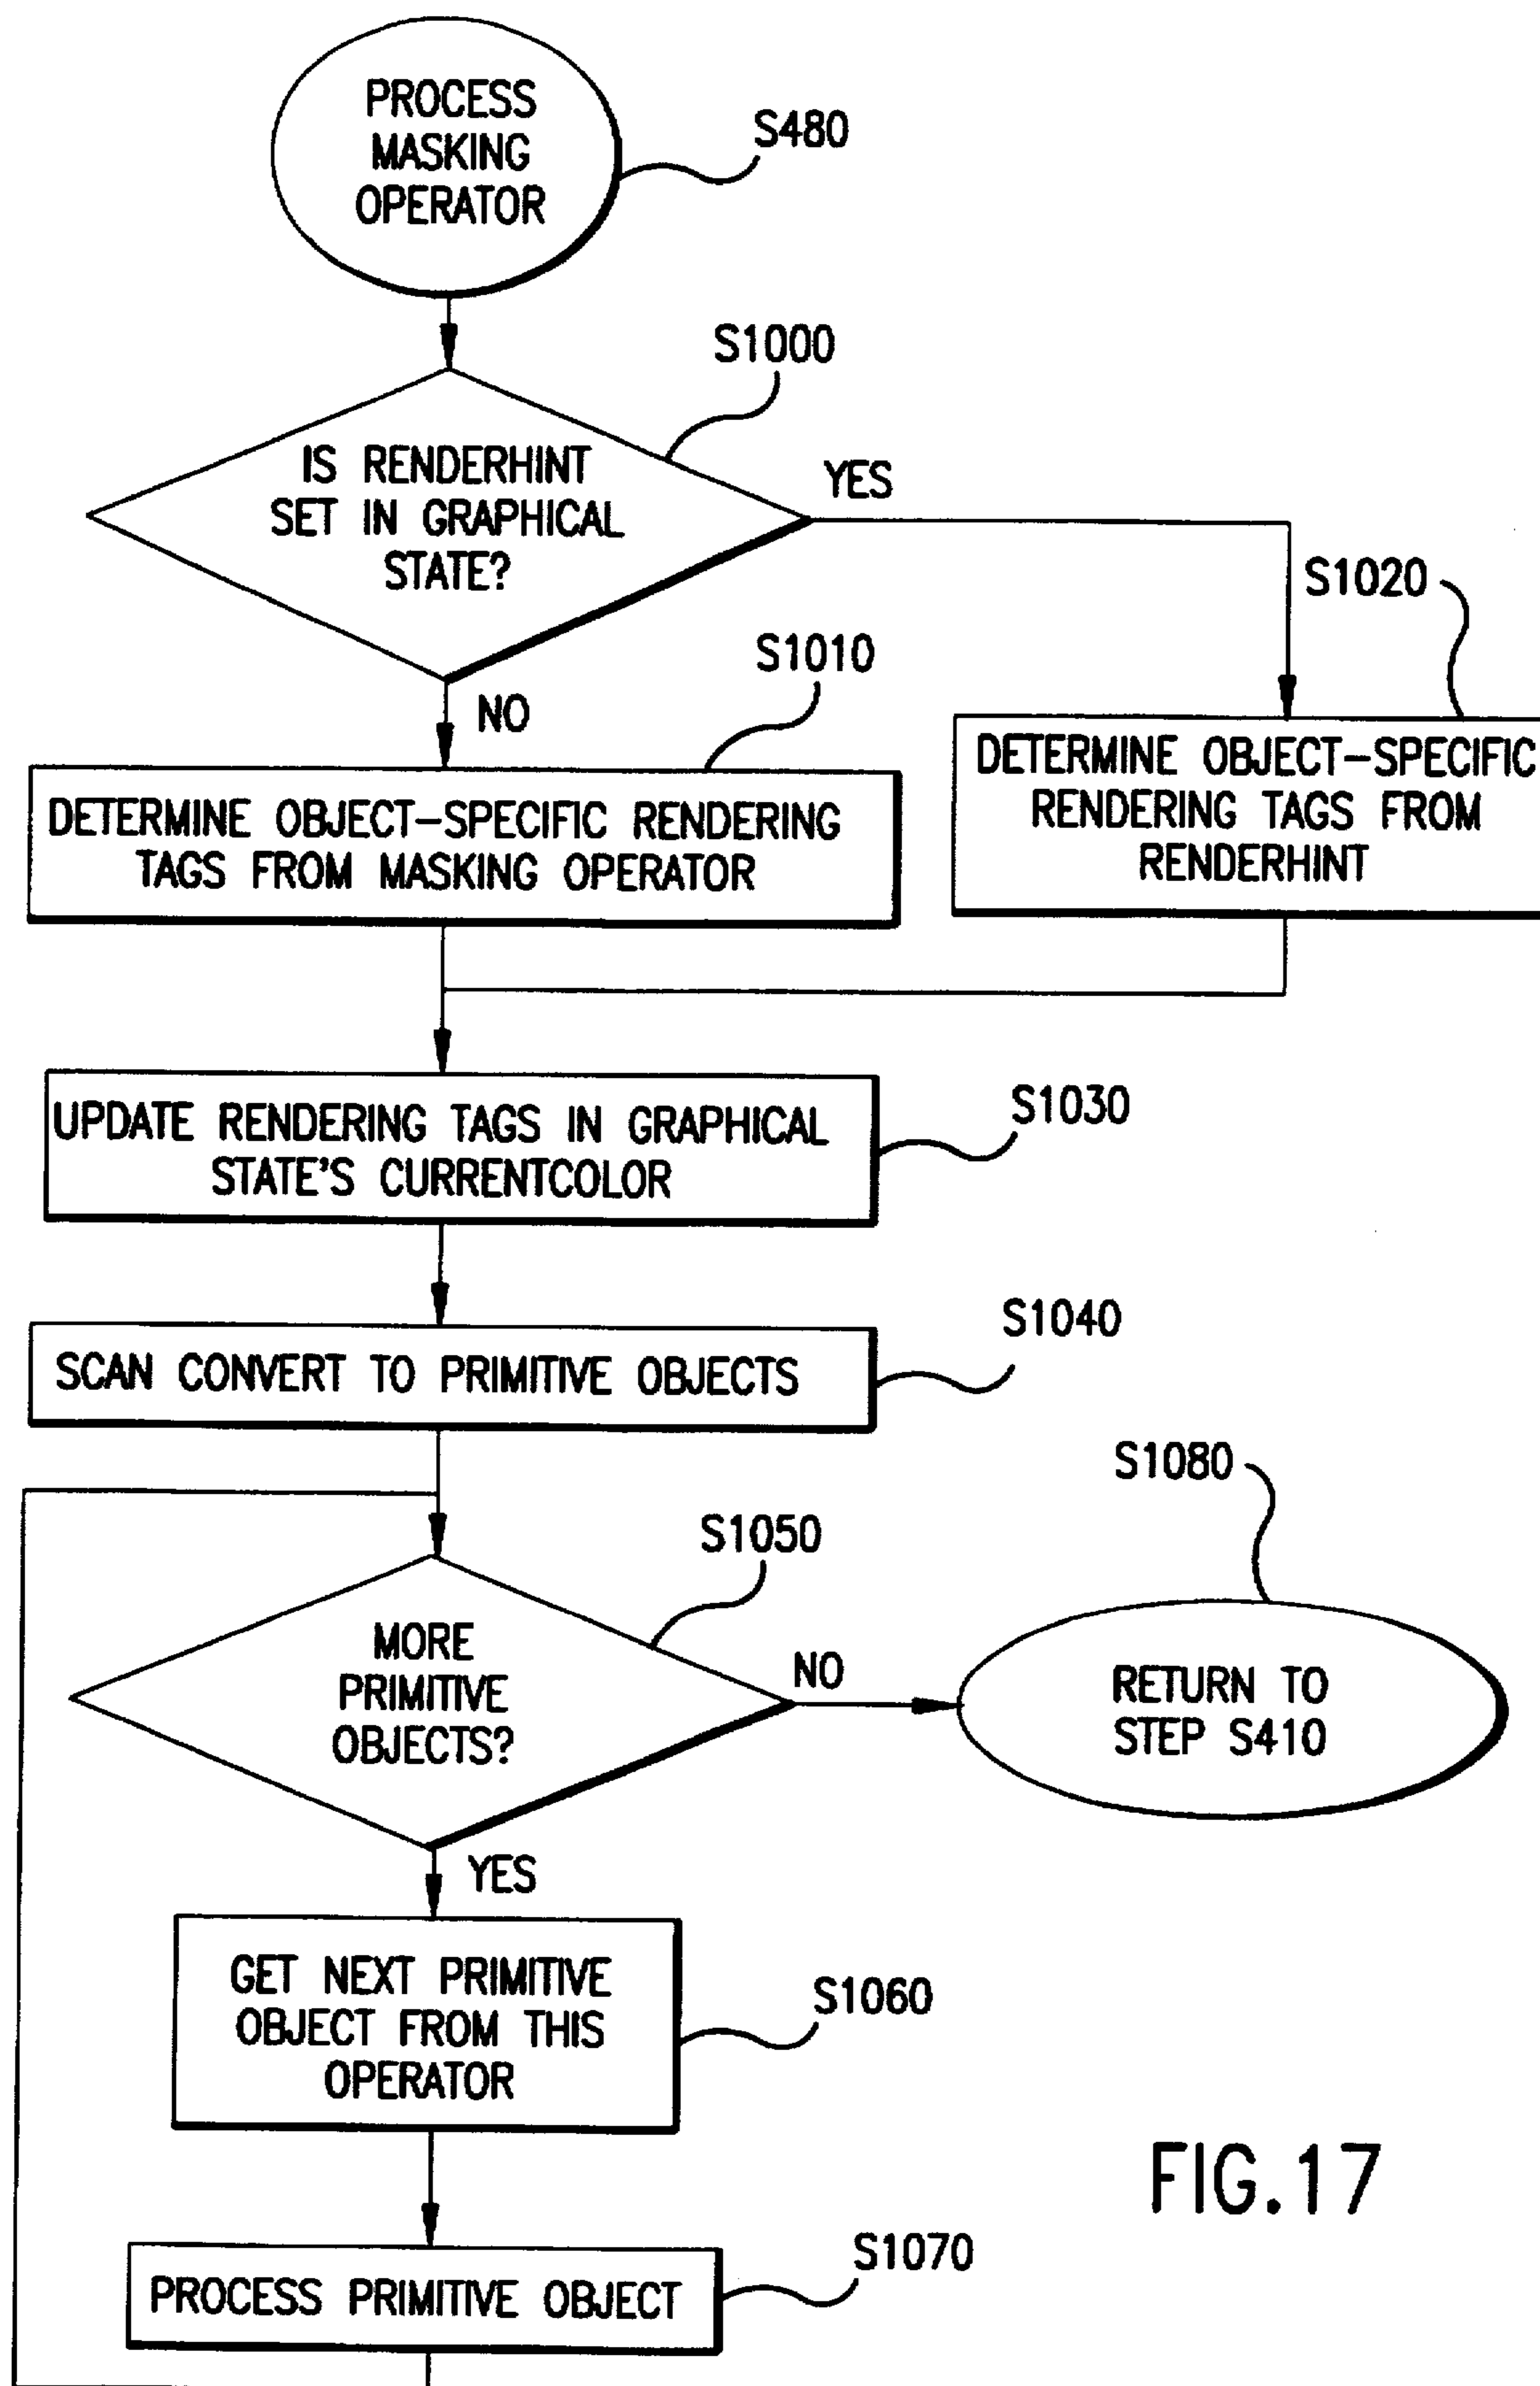 PROCESS
MASKING
OPERATOR
S480
S1000
IS RENDERHINT
SET IN GRAPHICAL
STATE?
YES
S1020
S1010
NO
DETERMINE OBJECT-SPECIFIC
RENDERING TAGS FROM
RENDERHINT
DETERMINE OBJECT-SPECIFIC RENDERING
TAGS FROM MASKING OPERATOR
UPDATE RENDERING TAGS IN GRAPHICAL
STATE'S CURRENTCOLOR
S1030
SCAN CONVERT TO PRIMITIVE OBJECTS
S1040
S1080
S1050
MORE
PRIMITIVE
OBJECTS?
NO
RETURN TO
STEP S410
YES
GET NEXT PRIMITIVE
OBJECT FROM THIS
OPERATOR
S1060
FIG.17
S1070
PROCESS PRIMITIVE OBJECT